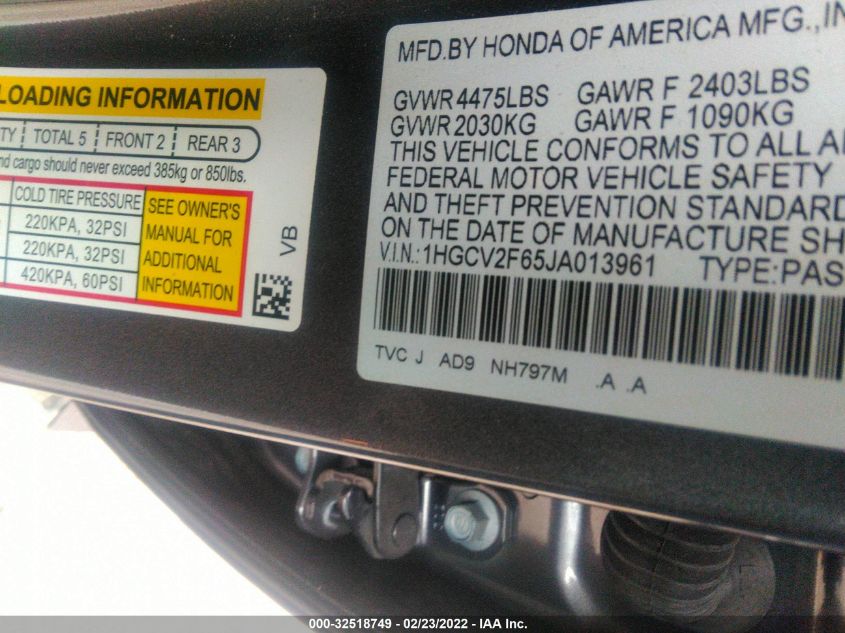 LOADING INFORMATION
TOTAL 5 FRONT 2 REAR 3
cargo should never exceed 385kg or 850lbs.
COLD TIRE PRESSURE
220KPA, 32PSI
220KPA, 32PSI
420KPA, 60PSI
SEE OWNER'S
MANUAL FOR
ADDITIONAL
INFORMATION
VB
MFD.BY HONDA OF AMERICA MFG.,
GVWR 4475LBS GAWR F 2403LBS
GVWR 2030KG GAWR F 1090KG
THIS VEHICLE CONFORMS TO ALL
FEDERAL MOTOR VEHICLE SAFETY
AND THEFT PREVENTION STANDARD
ON THE DATE OF MANUFACTURE
V.I.N.: 1HGCV2F65JA013961 TYPE:PAS
TVC J AD9 NH797M .A .A
000-32518749 - 02/23/2022 - IAA Inc.